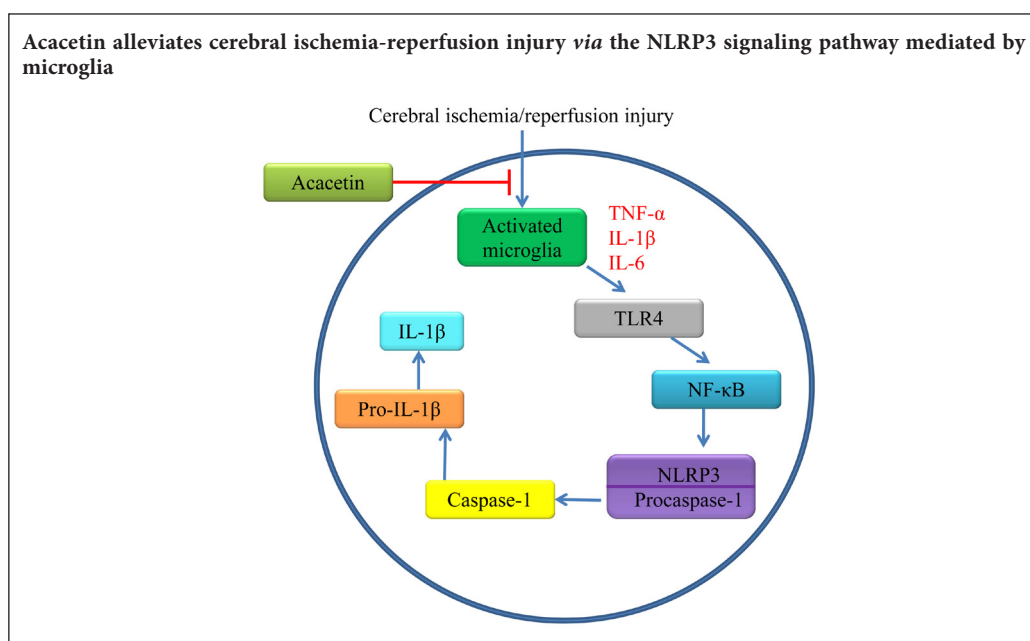 Acacetin alleviates cerebral ischemia-reperfusion injury via the NLRP3 signaling pathway mediated by
microglia
Cerebral ischemia/reperfusion injury
Acacetin
Activated
microglia
TNF-α
IL-1β
IL-6
TLR4
NF-κB
NLRP3
Procaspase-1
Caspase-1
Pro-IL-1β
IL-1β